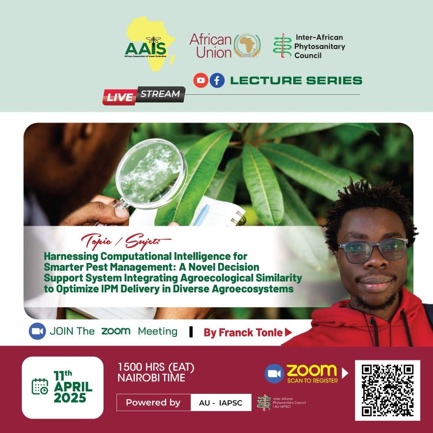 AAIS
African
Union
Inter-African
Phytosanitary
Council
LECTURE SERIES
LIVE STREAM
Topic / Sujet:
Harnessing Computational Intelligence for
Smarter Pest Management: A Novel Decision
Support System Integrating Agroecological Similarity
to Optimize IPM Delivery in Diverse Agroecosystems
JOIN The zoom Meeting
By Franck Tonle
11th
APRIL
2025
1500 HRS (EAT)
NAIROBI TIME
zoom
SCAN TO REGISTER
Powered by AU - IAPSC